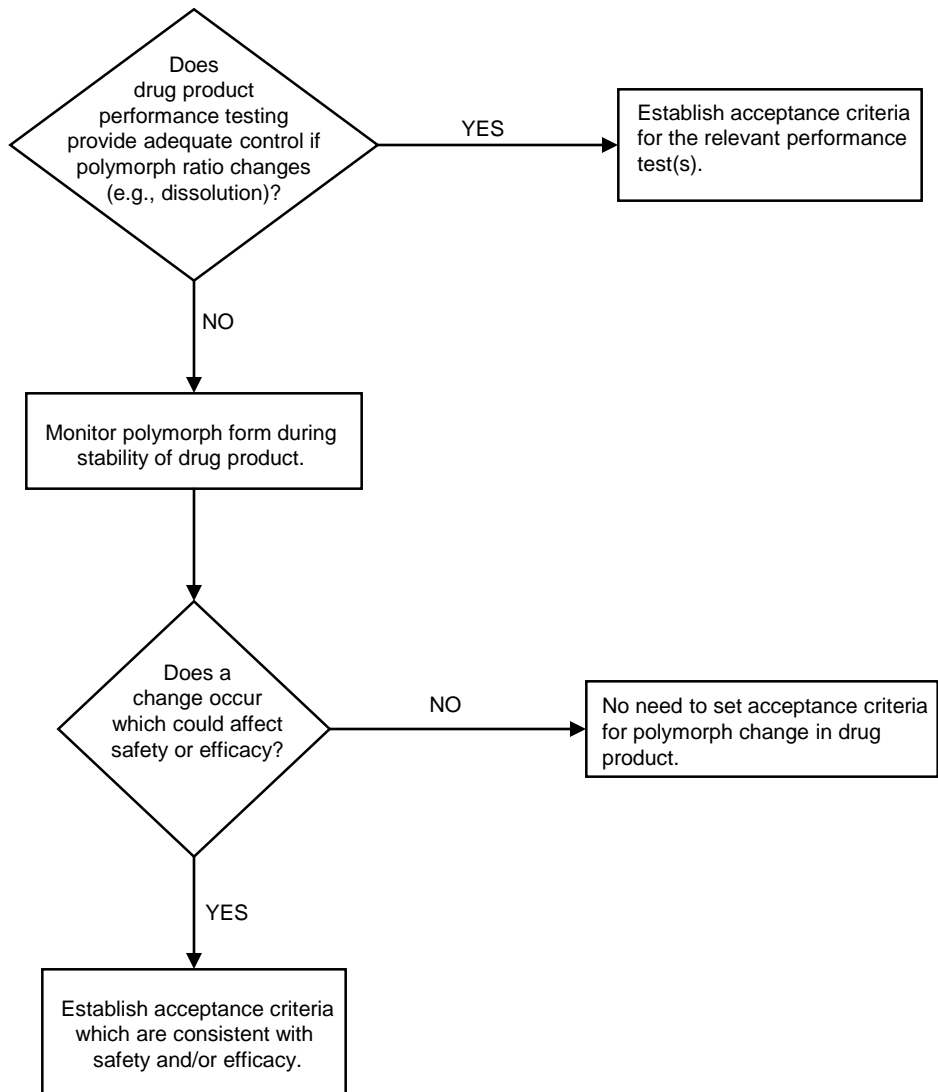 Does
drug product
performance testing
provide adequate control if
polymorph ratio changes
(e.g., dissolution)?
YES
Establish acceptance criteria
for the relevant performance
test(s).
NO
Monitor polymorph form during
stability of drug product.
Does a
change occur
which could affect
safety or efficacy?
NO
No need to set acceptance criteria
for polymorph change in drug
product.
YES
Establish acceptance criteria
which are consistent with
safety and/or efficacy.